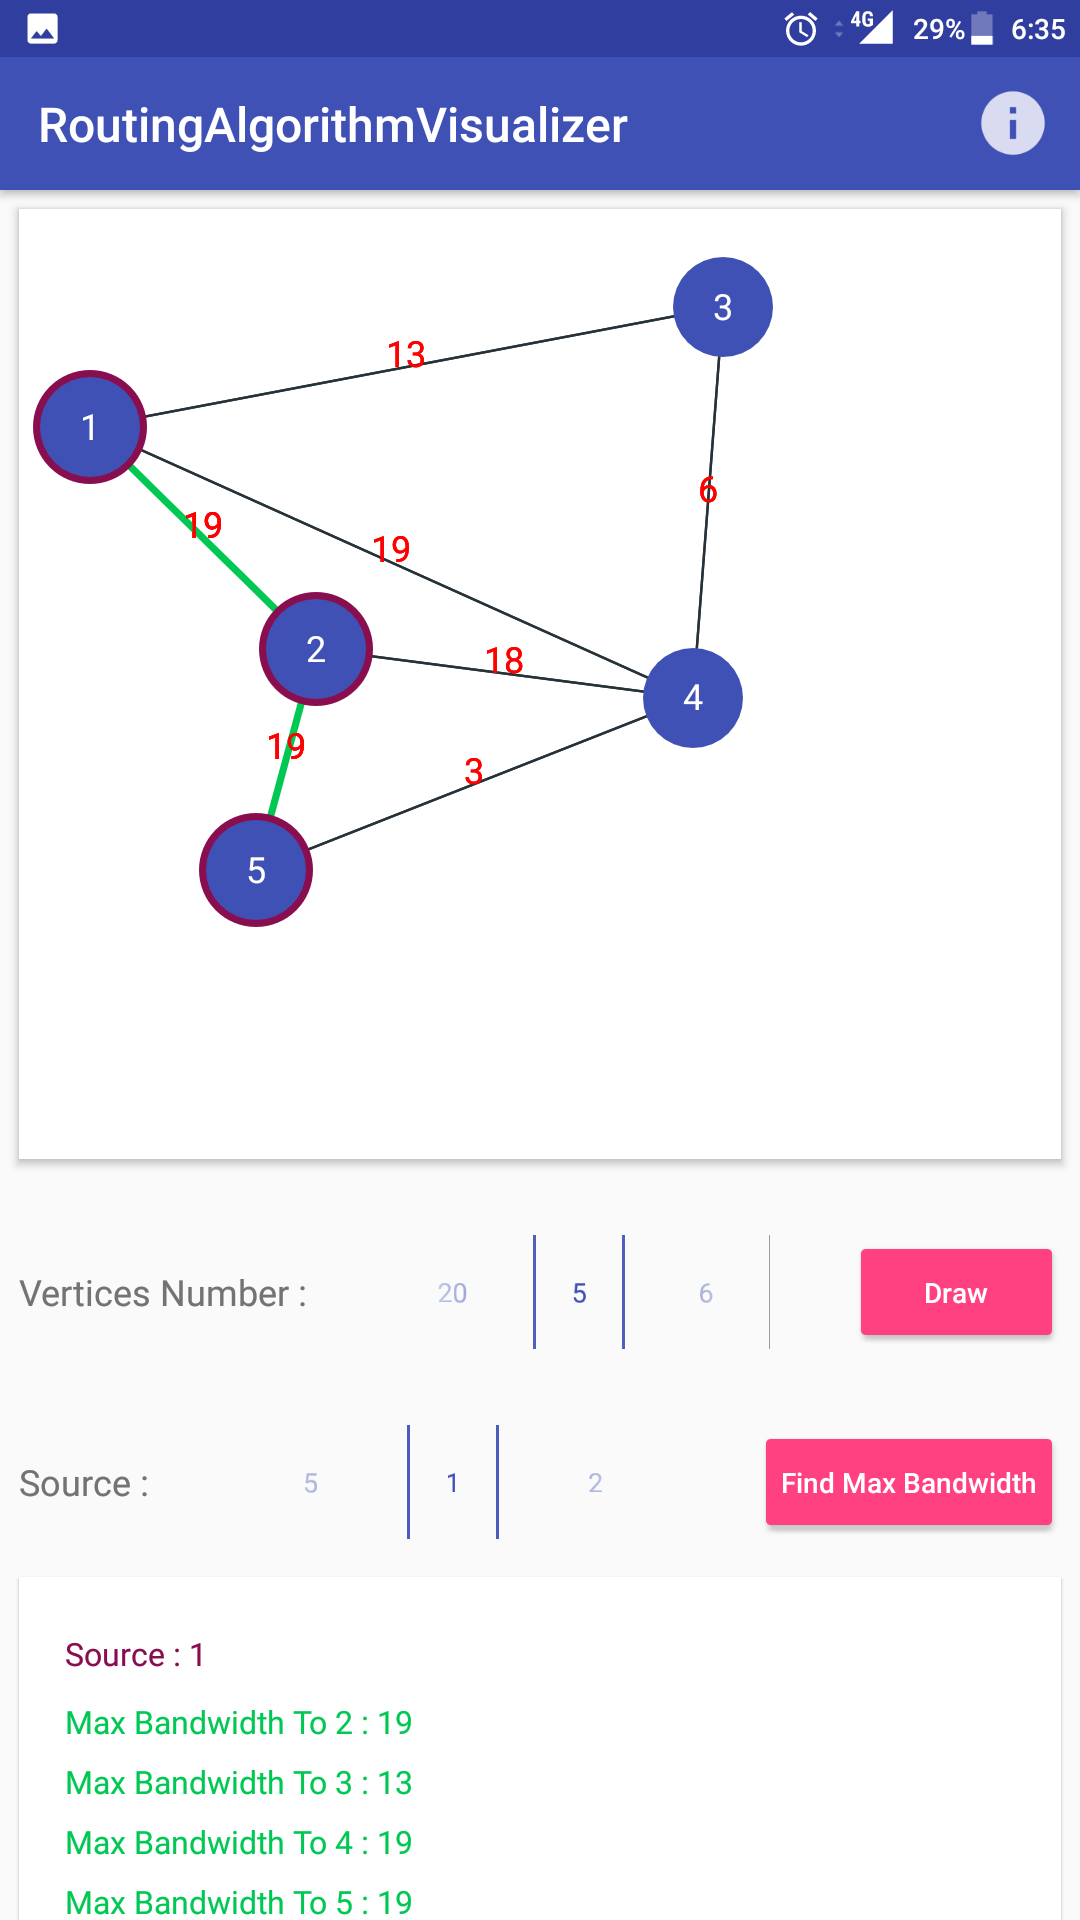 4G 29% 6:35
RoutingAlgorithmVisualizer
3
13
1
6
19
19
2
18
4
19
3
5
Vertices Number : 20 5 6 Draw
Source : 5 1 2 Find Max Bandwidth
Source : 1
Max Bandwidth To 2 : 19
Max Bandwidth To 3 : 13
Max Bandwidth To 4 : 19
Max Bandwidth To 5 : 19